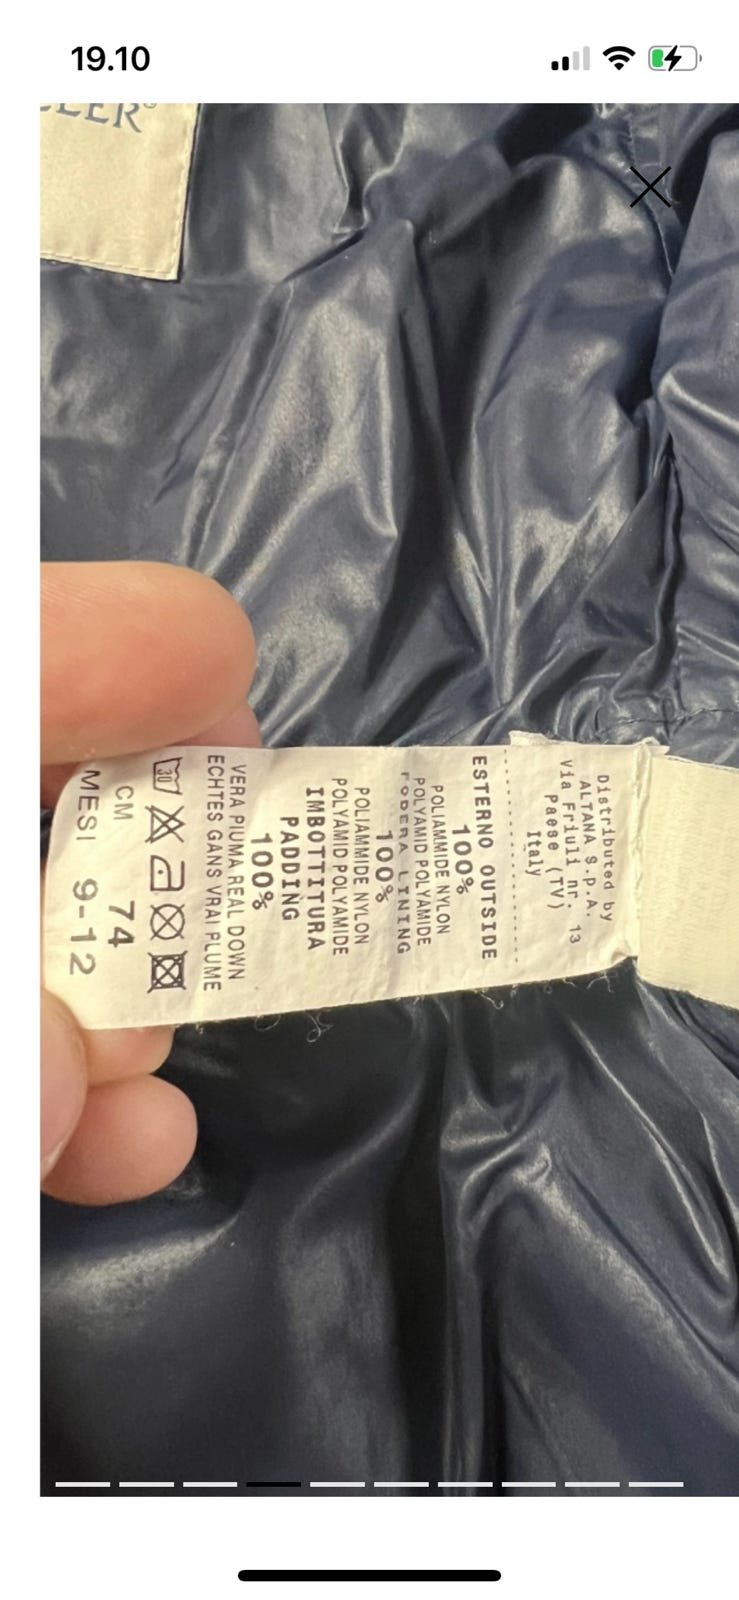 19.10
Distributed by
ALTANA S.p.A.
Via Friuli nr. 13
Paese (TV)
Italy
ESTERNO OUTSIDE
100%
POLIAMMIDE NYLON
POLYAMID POLYAMIDE
FODERA LINING
100%
POLIAMMIDE NYLON
POLYAMID POLYAMIDE
IMBOTTITURA
PADDING
100%
VERA PIUMA REAL DOWN
ECHTES GANS VRAI PLUME
30
CM 74
MESI 9-12